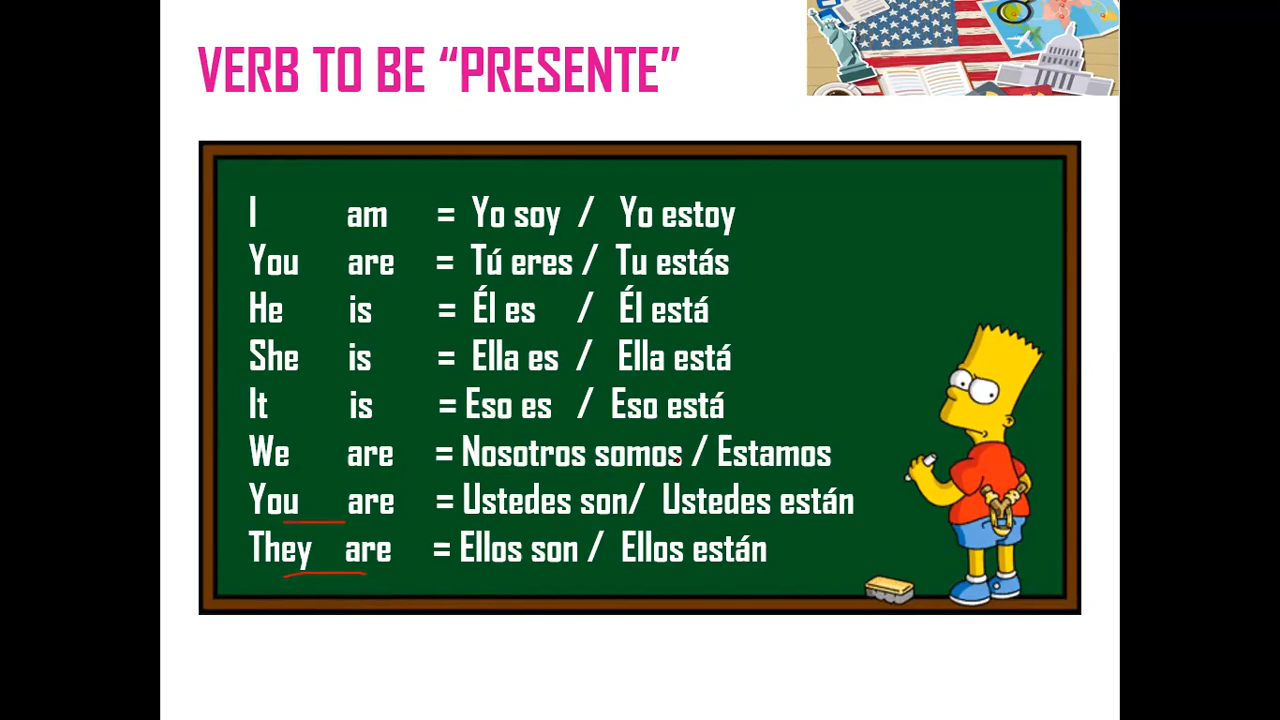 VERB TO BE “PRESENTE”
I am = Yo soy / Yo estoy
You are = Tú eres / Tu estás
He is = Él es / Él está
She is = Ella es / Ella está
It is = Eso es / Eso está
We are = Nosotros somos / Estamos
You are = Ustedes son/ Ustedes están
They are = Ellos son / Ellos están